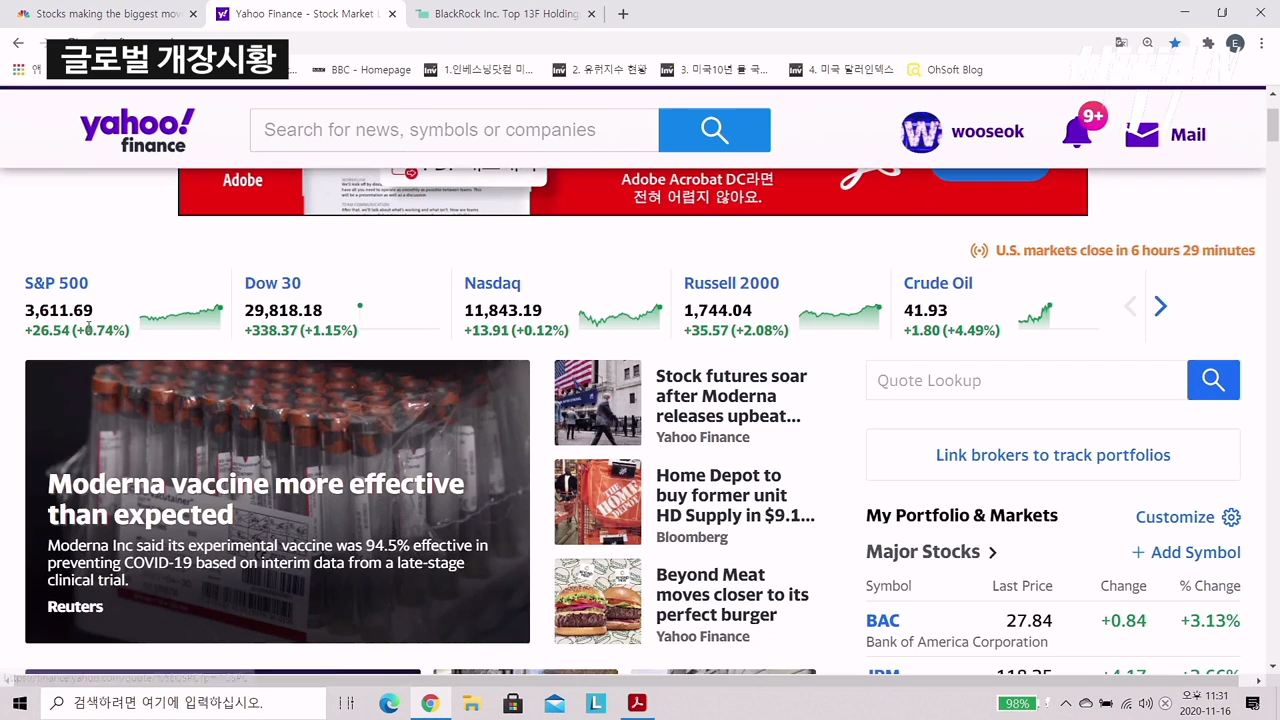 CNBC - Stocks making the biggest mov
Yahoo Finance - Stock Market L
BlackRock Inc. Top 13F Holding
글로벌 개장시황
BBC - Homepage
1.인베스닝닷컴 미...
2. 유럽지수 현황
3. 미국10년 물 국...
4. 미국 달러인덱스
OhSoft Blog
yahoo!
finance
Search for news, symbols or companies
wooseok
9+
Mail
Adobe
Adobe Acrobat DC라면
전혀 어렵지 않아요.
U.S. markets close in 6 hours 29 minutes
S&P 500
3,611.69
+26.54 (+0.74%)
Dow 30
29,818.18
+338.37 (+1.15%)
Nasdaq
11,843.19
+13.91 (+0.12%)
Russell 2000
1,744.04
+35.57 (+2.08%)
Crude Oil
41.93
+1.80 (+4.49%)
Moderna vaccine more effective
than expected
Moderna Inc said its experimental vaccine was 94.5% effective in
preventing COVID-19 based on interim data from a late-stage
clinical trial.
Reuters
Stock futures soar
after Moderna
releases upbeat...
Yahoo Finance
Home Depot to
buy former unit
HD Supply in $9.1...
Bloomberg
Beyond Meat
moves closer to its
perfect burger
Yahoo Finance
Quote Lookup
Link brokers to track portfolios
My Portfolio & Markets
Customize
Major Stocks
+ Add Symbol
Symbol Last Price Change % Change
BAC 27.84 +0.84 +3.13%
Bank of America Corporation
검색하려면 여기에 입력하십시오.
98%
오후 11:31
2020-11-16